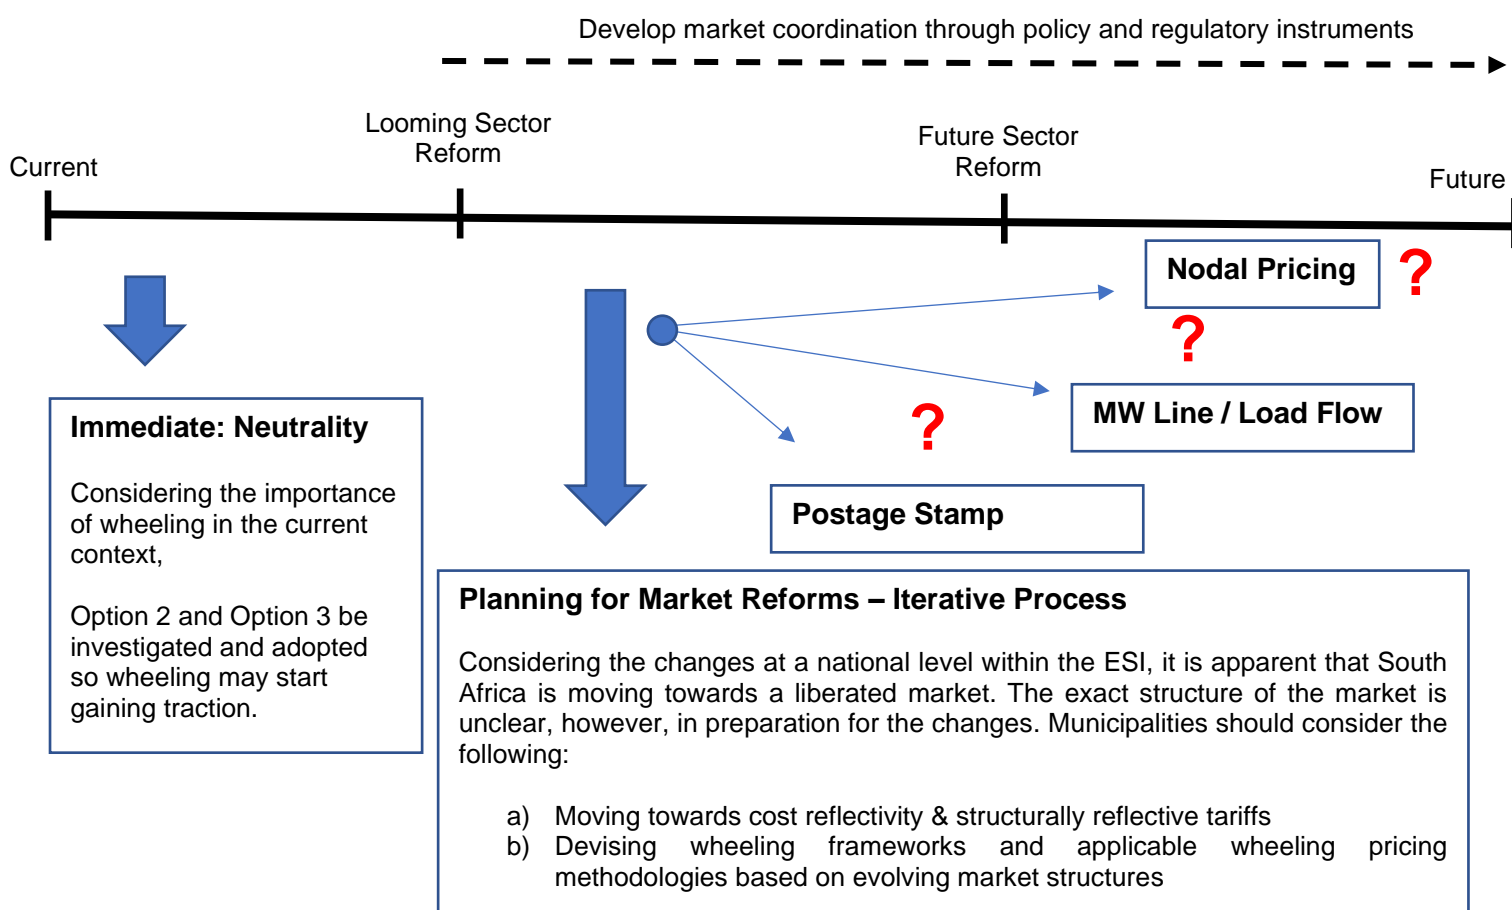 Develop market coordination through policy and regulatory instruments
Looming Sector
Reform
Future Sector
Reform
Current
Future
Nodal Pricing
?
?
MW Line / Load Flow
?
Postage Stamp
Immediate: Neutrality
Considering the importance
of wheeling in the current
context,
Option 2 and Option 3 be
investigated and adopted
so wheeling may start
gaining traction.
Planning for Market Reforms – Iterative Process
Considering the changes at a national level within the ESI, it is apparent that South
Africa is moving towards a liberated market. The exact structure of the market is
unclear, however, in preparation for the changes. Municipalities should consider the
following:
a) Moving towards cost reflectivity & structurally reflective tariffs
b) Devising wheeling frameworks and applicable wheeling pricing
methodologies based on evolving market structures